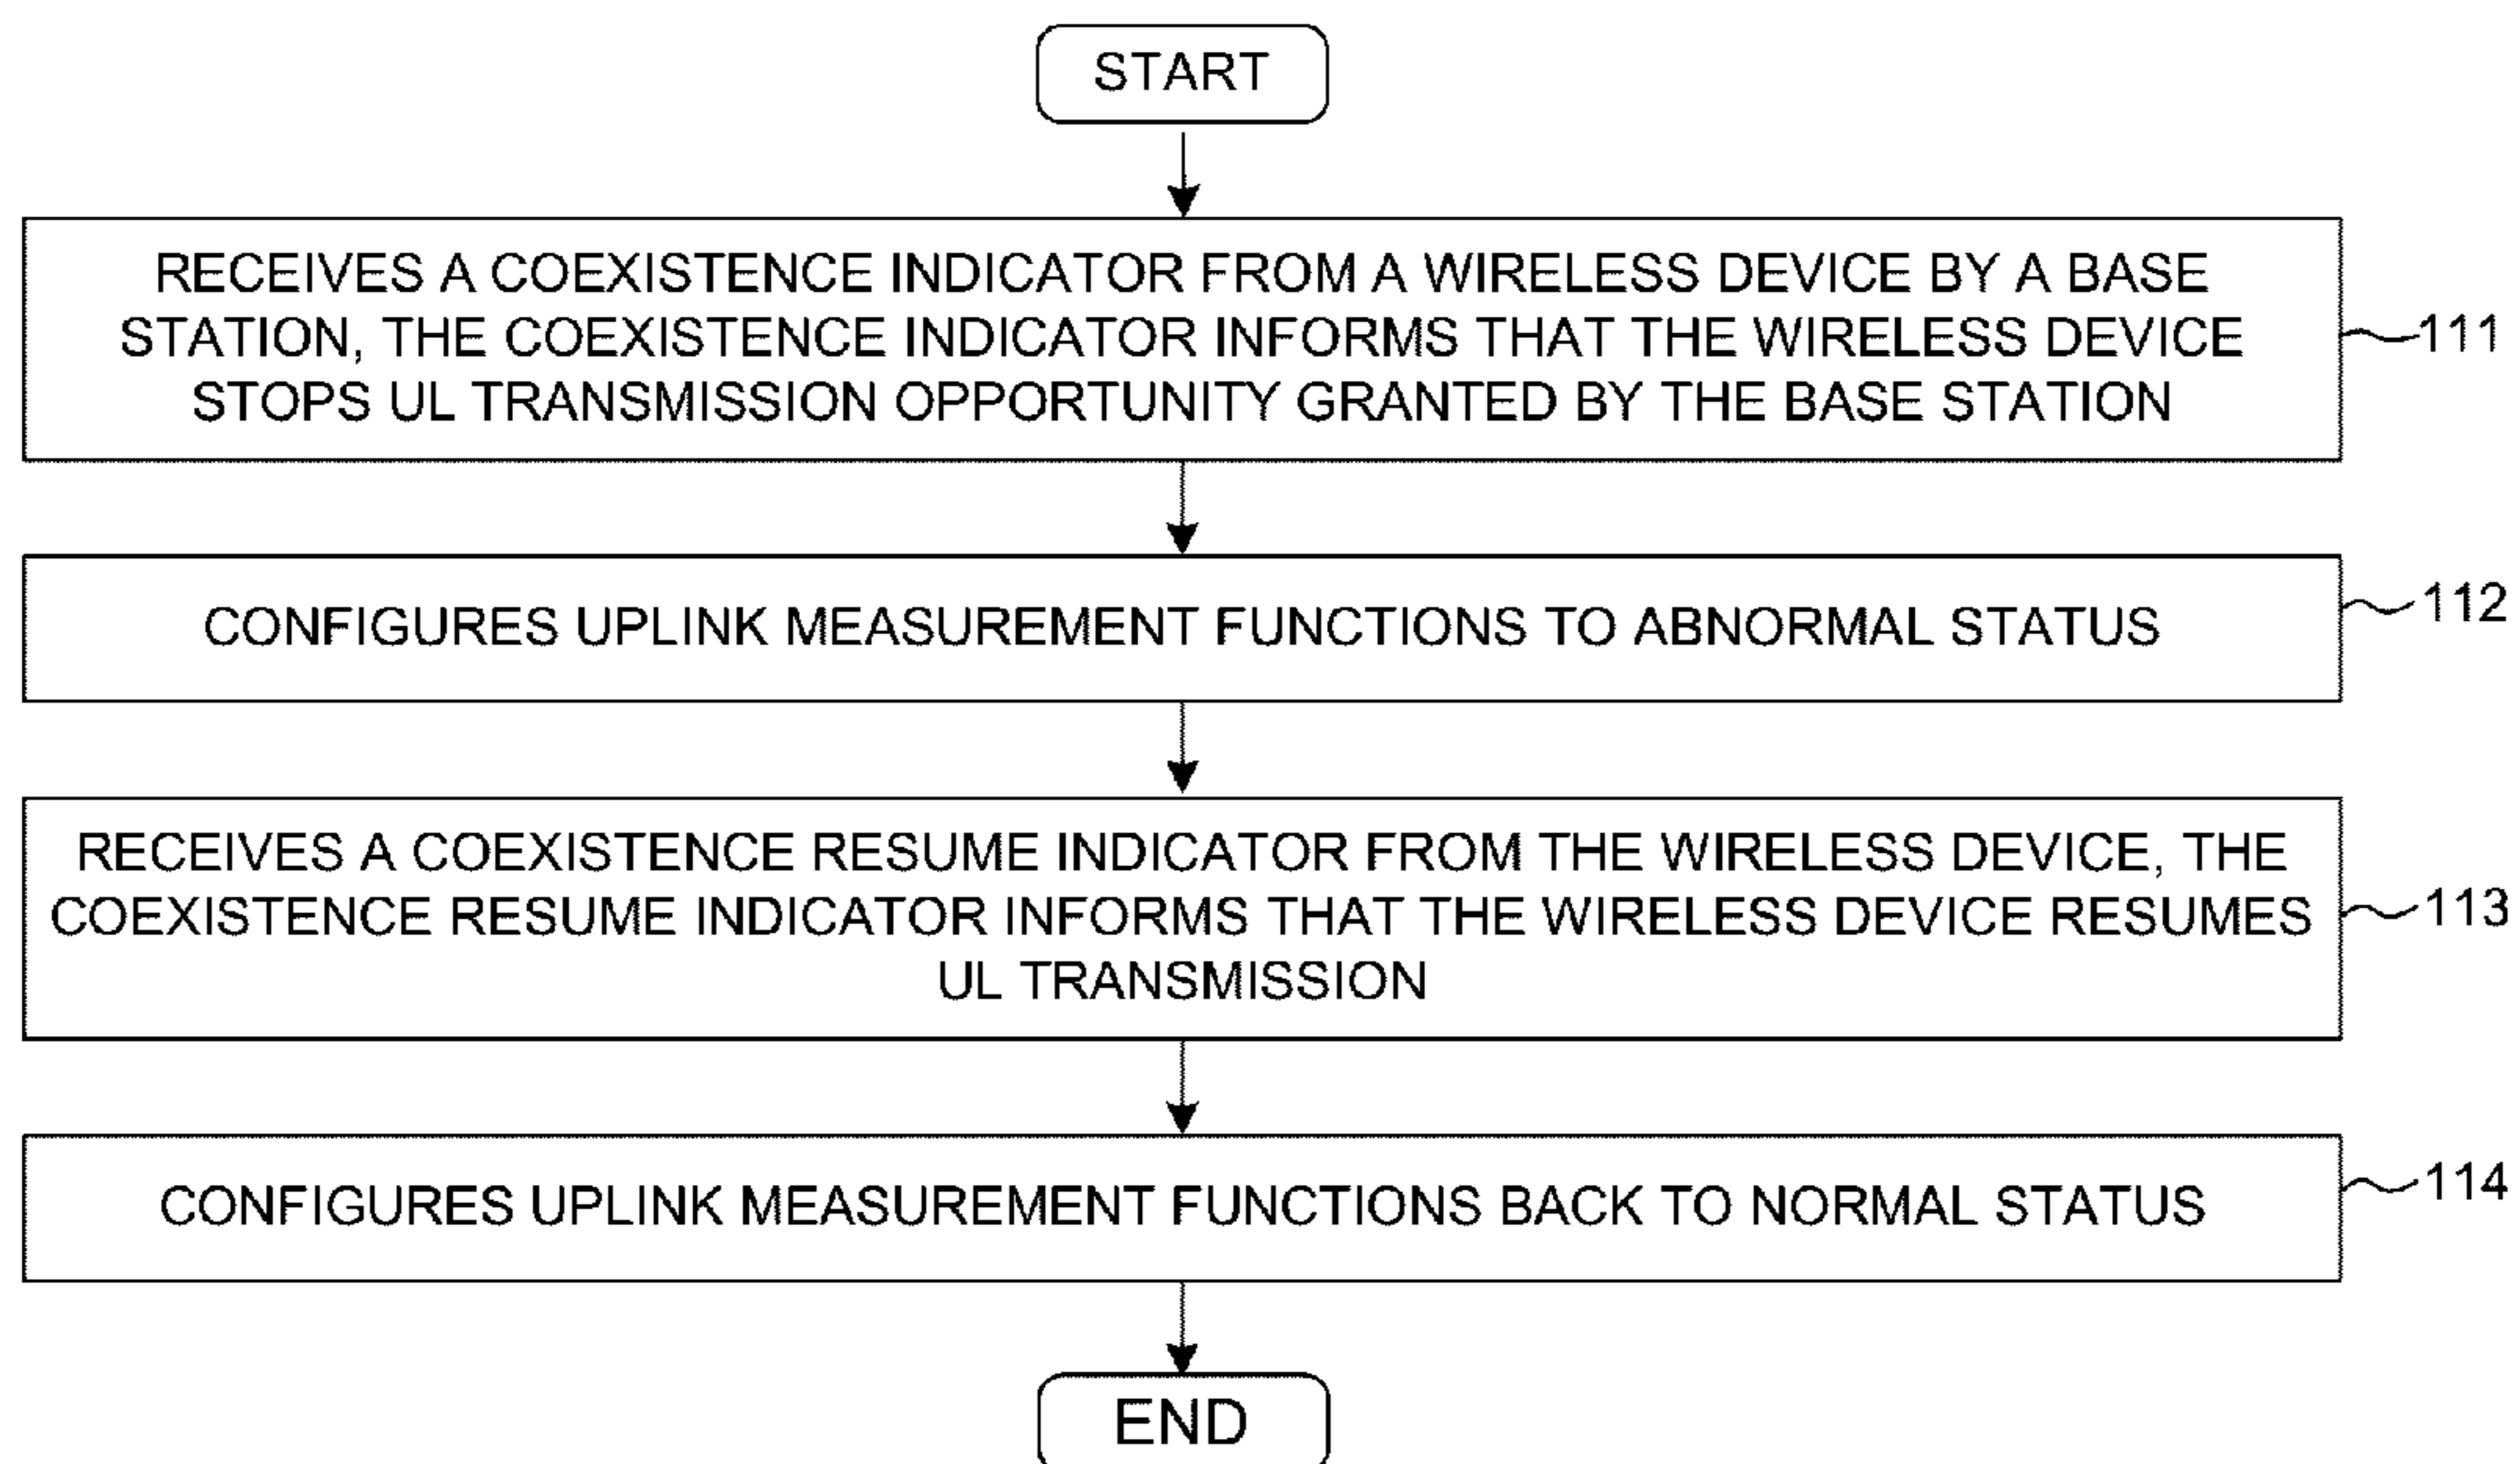 START
RECEIVES A COEXISTENCE INDICATOR FROM A WIRELESS DEVICE BY A BASE
STATION, THE COEXISTENCE INDICATOR INFORMS THAT THE WIRELESS DEVICE
STOPS UL TRANSMISSION OPPORTUNITY GRANTED BY THE BASE STATION
111
CONFIGURES UPLINK MEASUREMENT FUNCTIONS TO ABNORMAL STATUS
112
RECEIVES A COEXISTENCE RESUME INDICATOR FROM THE WIRELESS DEVICE, THE
COEXISTENCE RESUME INDICATOR INFORMS THAT THE WIRELESS DEVICE RESUMES
UL TRANSMISSION
113
CONFIGURES UPLINK MEASUREMENT FUNCTIONS BACK TO NORMAL STATUS
114
END